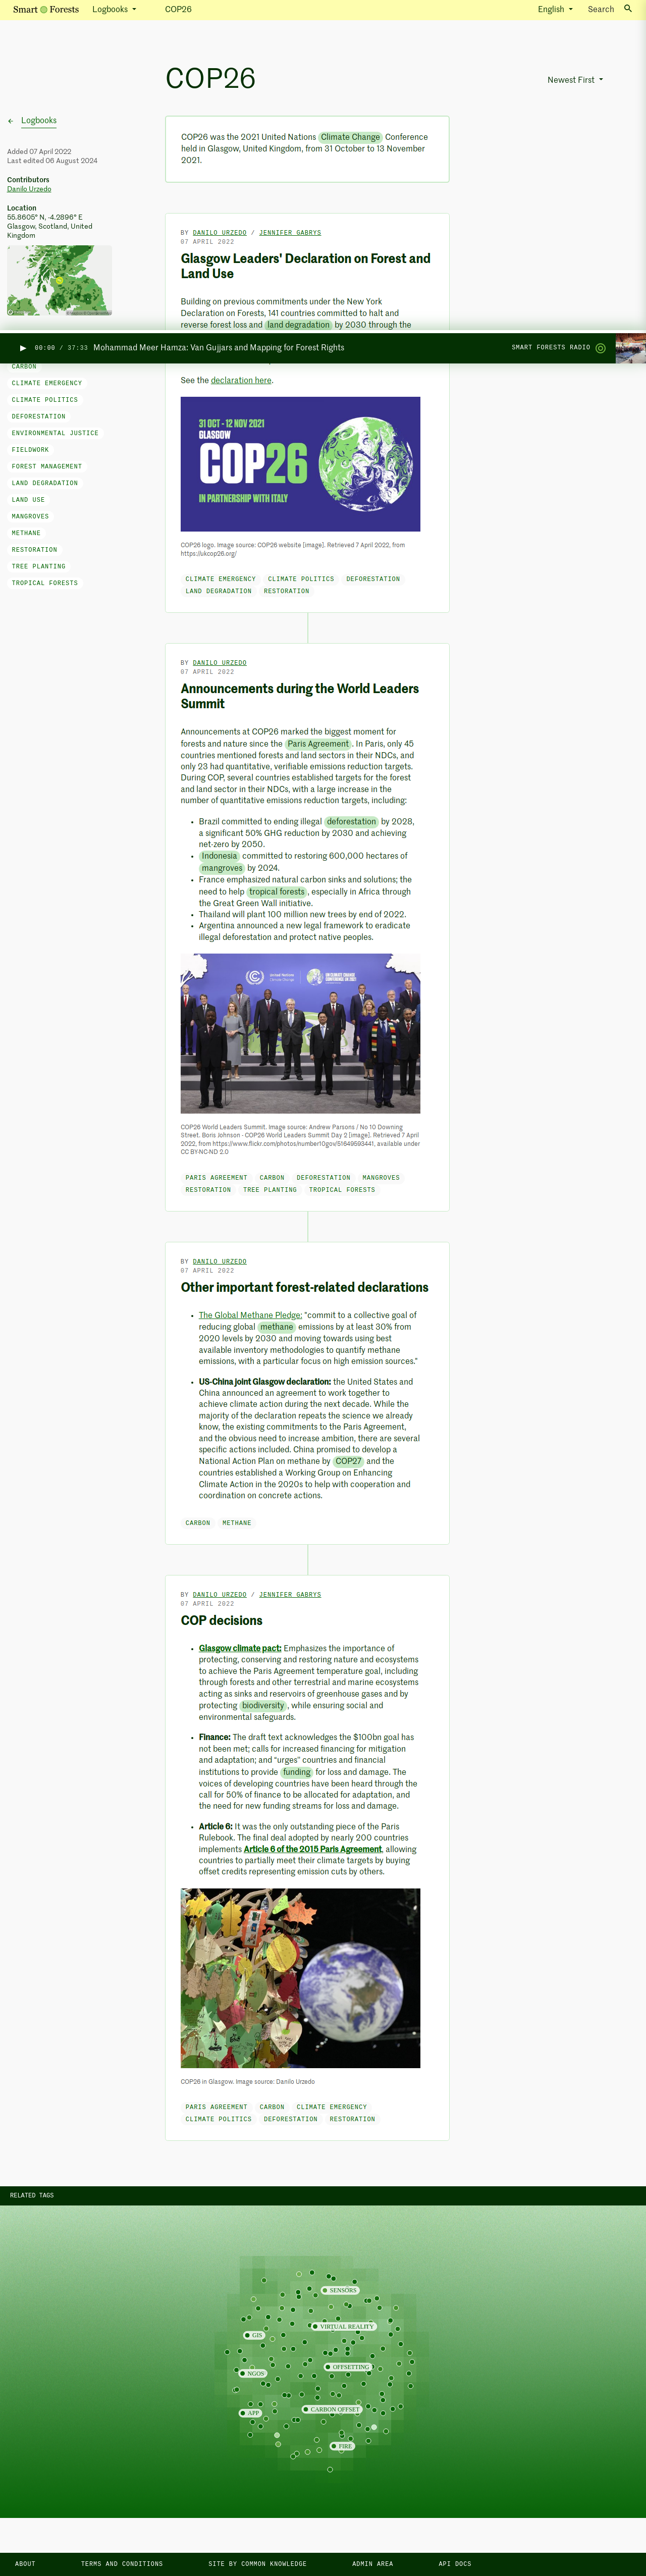 Smart Forests Logbooks COP26 English Search
COP26
Newest First
Logbooks
Added 07 April 2022
Last edited 06 August 2024
Contributors
Danilo Urzedo
Location
55.8605° N, -4.2896° E
Glasgow, Scotland, United
Kingdom
COP26 was the 2021 United Nations Climate Change Conference
held in Glasgow, United Kingdom, from 31 October to 13 November
2021.
BY DANILO URZEDO / JENNIFER GABRYS
07 APRIL 2022
Glasgow Leaders' Declaration on Forest and
Land Use
Building on previous commitments under the New York
Declaration on Forests, 141 countries committed to halt and
reverse forest loss and land degradation by 2030 through the
00:00 / 37:33 Mohammad Meer Hamza: Van Gujjars and Mapping for Forest Rights
SMART FORESTS RADIO
CARBON
CLIMATE EMERGENCY
CLIMATE POLITICS
DEFORESTATION
ENVIRONMENTAL JUSTICE
FIELDWORK
FOREST MANAGEMENT
LAND DEGRADATION
LAND USE
MANGROVES
METHANE
RESTORATION
TREE PLANTING
TROPICAL FORESTS
See the declaration here.
31 OCT - 12 NOV 2021
GLASGOW
COP26
IN PARTNERSHIP WITH ITALY
COP26 logo. Image source: COP26 website [image]. Retrieved 7 April 2022, from
https://ukcop26.org/
CLIMATE EMERGENCY CLIMATE POLITICS DEFORESTATION
LAND DEGRADATION RESTORATION
BY DANILO URZEDO
07 APRIL 2022
Announcements during the World Leaders
Summit
Announcements at COP26 marked the biggest moment for
forests and nature since the Paris Agreement. In Paris, only 45
countries mentioned forests and land sectors in their NDCs, and
only 23 had quantitative, verifiable emissions reduction targets.
During COP, several countries established targets for the forest
and land sector in their NDCs, with a large increase in the
number of quantitative emissions reduction targets, including:
• Brazil committed to ending illegal deforestation by 2028,
a significant 50% GHG reduction by 2030 and achieving
net-zero by 2050.
• Indonesia committed to restoring 600,000 hectares of
mangroves by 2024.
• France emphasized natural carbon sinks and solutions; the
need to help tropical forests, especially in Africa through
the Great Green Wall initiative.
• Thailand will plant 100 million new trees by end of 2022.
• Argentina announced a new legal framework to eradicate
illegal deforestation and protect native peoples.
COP26 World Leaders Summit. Image source: Andrew Parsons / No 10 Downing
Street. Boris Johnson - COP26 World Leaders Summit Day 2 [image]. Retrieved 7 April
2022, from https://www.flickr.com/photos/number10gov/51649593441, available under
CC BY-NC-ND 2.0
PARIS AGREEMENT CARBON DEFORESTATION MANGROVES
RESTORATION TREE PLANTING TROPICAL FORESTS
BY DANILO URZEDO
07 APRIL 2022
Other important forest-related declarations
• The Global Methane Pledge: "commit to a collective goal of
reducing global methane emissions by at least 30% from
2020 levels by 2030 and moving towards using best
available inventory methodologies to quantify methane
emissions, with a particular focus on high emission sources."
• US-China joint Glasgow declaration: the United States and
China announced an agreement to work together to
achieve climate action during the next decade. While the
majority of the declaration repeats the science we already
know, the existing commitments to the Paris Agreement,
and the obvious need to increase ambition, there are several
specific actions included. China promised to develop a
National Action Plan on methane by COP27 and the
countries established a Working Group on Enhancing
Climate Action in the 2020s to help with cooperation and
coordination on concrete actions.
CARBON METHANE
BY DANILO URZEDO / JENNIFER GABRYS
07 APRIL 2022
COP decisions
• Glasgow climate pact: Emphasizes the importance of
protecting, conserving and restoring nature and ecosystems
to achieve the Paris Agreement temperature goal, including
through forests and other terrestrial and marine ecosystems
acting as sinks and reservoirs of greenhouse gases and by
protecting biodiversity, while ensuring social and
environmental safeguards.
• Finance: The draft text acknowledges the $100bn goal has
not been met; calls for increased financing for mitigation
and adaptation; and "urges" countries and financial
institutions to provide funding for loss and damage. The
voices of developing countries have been heard through the
call for 50% of finance to be allocated for adaptation, and
the need for new funding streams for loss and damage.
• Article 6: It was the only outstanding piece of the Paris
Rulebook. The final deal adopted by nearly 200 countries
implements Article 6 of the 2015 Paris Agreement, allowing
countries to partially meet their climate targets by buying
offset credits representing emission cuts by others.
COP26 in Glasgow. Image source: Danilo Urzedo
PARIS AGREEMENT CARBON CLIMATE EMERGENCY
CLIMATE POLITICS DEFORESTATION RESTORATION
RELATED TAGS
SENSORS
VIRTUAL REALITY
GIS
OFFSETTING
NGOS
CARBON OFFSET
APP
FIRE
ABOUT TERMS AND CONDITIONS SITE BY COMMON KNOWLEDGE ADMIN AREA API DOCS